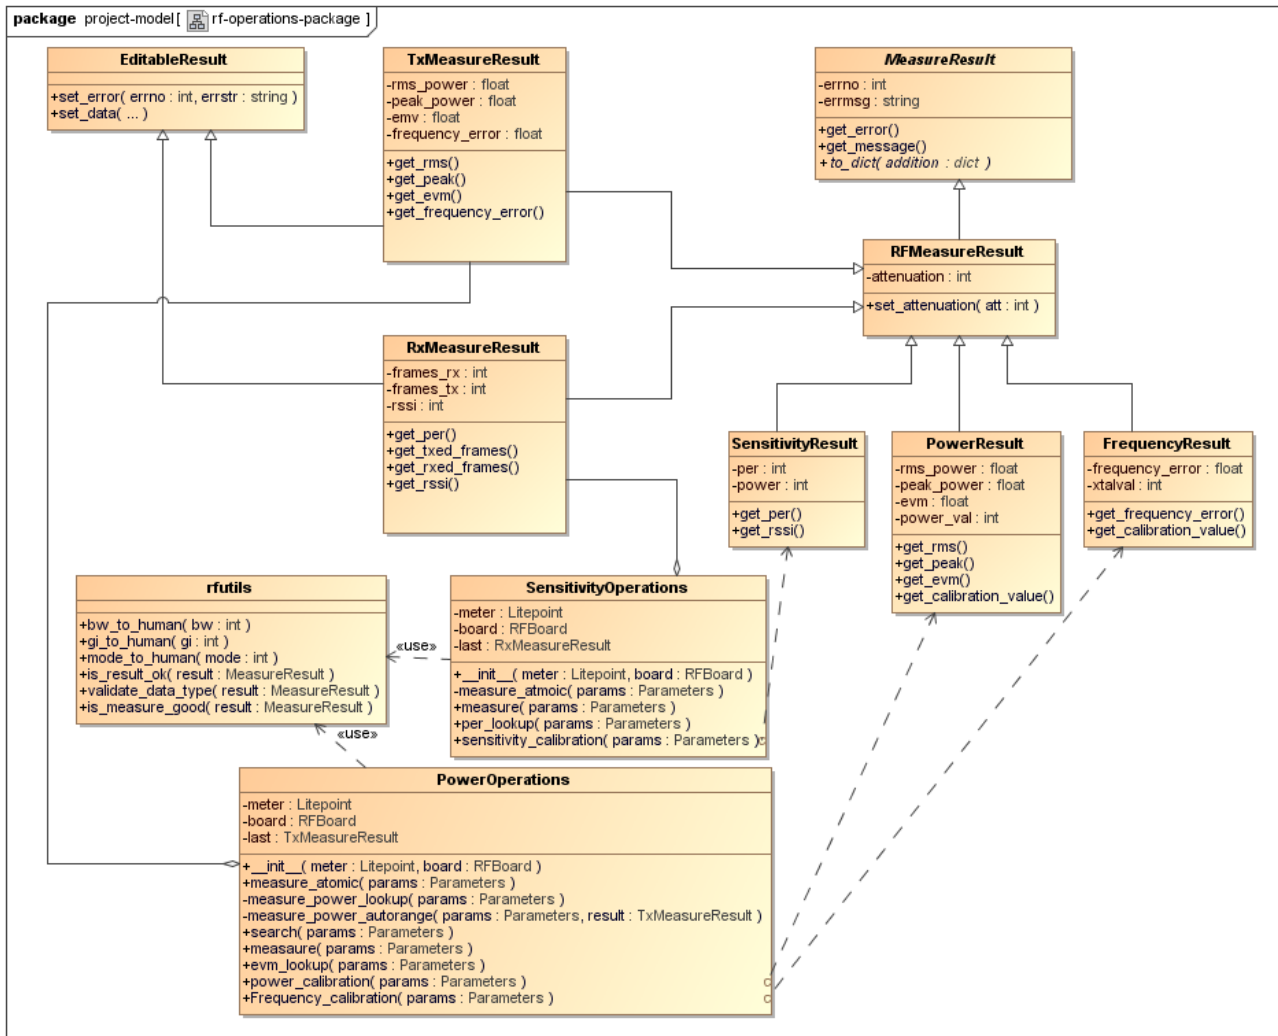 package project-model[ rf-operations-package ]
EditableResult
+set_error( errno : int, errstr : string )
+set_data( ... )
TxMeasureResult
-rms_power : float
-peak_power : float
-emv : float
-frequency_error : float
+get_rms()
+get_peak()
+get_evm()
+get_frequency_error()
MeasureResult
-errno : int
-errmsg : string
+get_error()
+get_message()
+to_dict( addition : dict )
RFMeasureResult
-attenuation : int
+set_attenuation( att : int )
RxMeasureResult
-frames_rx : int
-frames_tx : int
-rssi : int
+get_per()
+get_txed_frames()
+get_rxed_frames()
+get_rssi()
SensitivityResult
-per : int
-power : int
+get_per()
+get_rssi()
PowerResult
-rms_power : float
-peak_power : float
-evm : float
-power_val : int
+get_rms()
+get_peak()
+get_evm()
+get_calibration_value()
FrequencyResult
-frequency_error : float
-xtalval : int
+get_frequency_error()
+get_calibration_value()
rfutils
+bw_to_human( bw : int )
+gi_to_human( gi : int )
+mode_to_human( mode : int )
+is_result_ok( result : MeasureResult )
+validate_data_type( result : MeasureResult )
+is_measure_good( result : MeasureResult )
«use»
«use»
SensitivityOperations
-meter : Litepoint
-board : RFBoard
-last : RxMeasureResult
+__init__( meter : Litepoint, board : RFBoard )
-measure_atmoic( params : Parameters )
+measure( params : Parameters )
+per_lookup( params : Parameters )
+sensitivity_calibration( params : Parameters )
PowerOperations
-meter : Litepoint
-board : RFBoard
-last : TxMeasureResult
+__init__( meter : Litepoint, board : RFBoard )
+measure_atomic( params : Parameters )
-measure_power_lookup( params : Parameters )
-measure_power_autorange( params : Parameters, result : TxMeasureResult )
+search( params : Parameters )
+measaure( params : Parameters )
+evm_lookup( params : Parameters )
+power_calibration( params : Parameters )
+Frequency_calibration( params : Parameters )